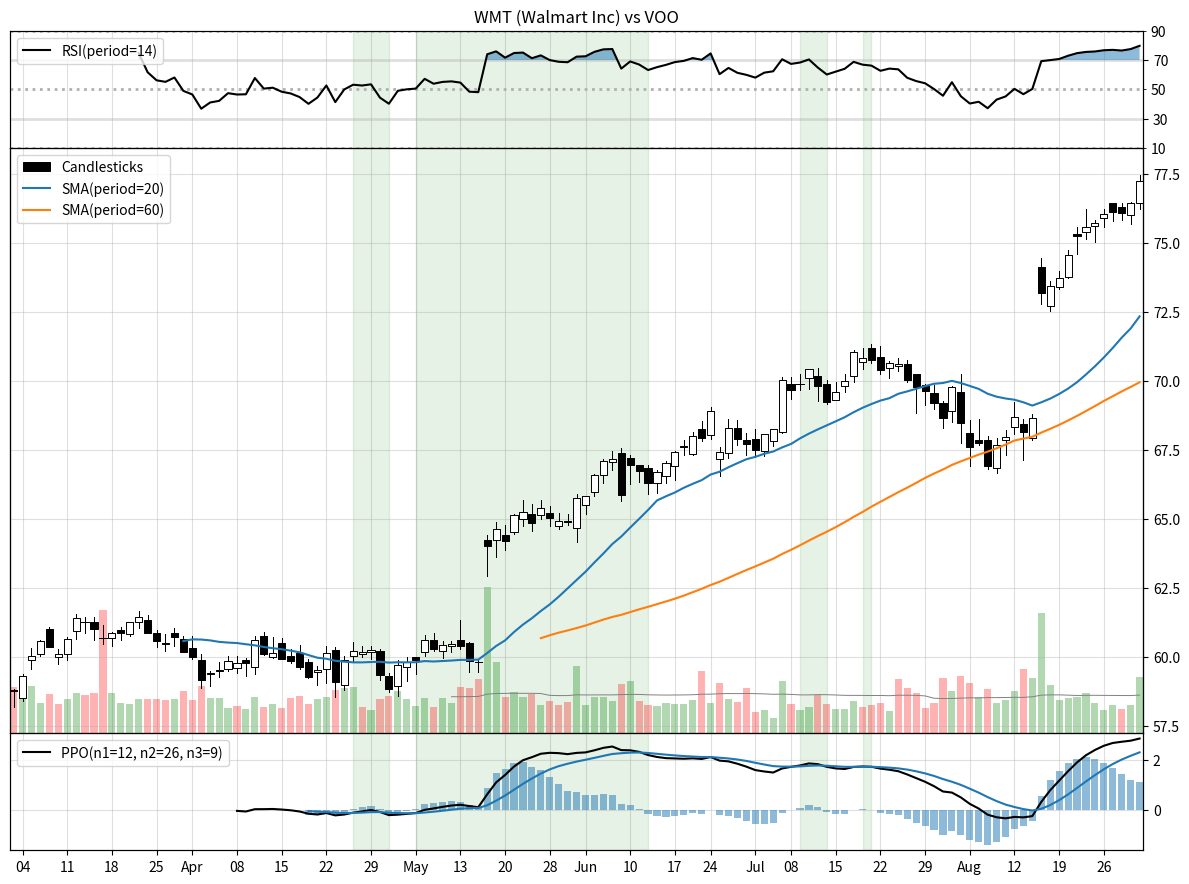 WMT (Walmart Inc) vs VOO
RSI(period=14)
90
70
50
30
10
Candlesticks
SMA(period=20)
SMA(period=60)
77.5
75.0
72.5
70.0
67.5
65.0
62.5
60.0
57.5
PPO(n1=12, n2=26, n3=9)
2
0
04 11 18 25 Apr 08 15 22 29 May 13 20 28 Jun 10 17 24 Jul 08 15 22 29 Aug 12 19 26